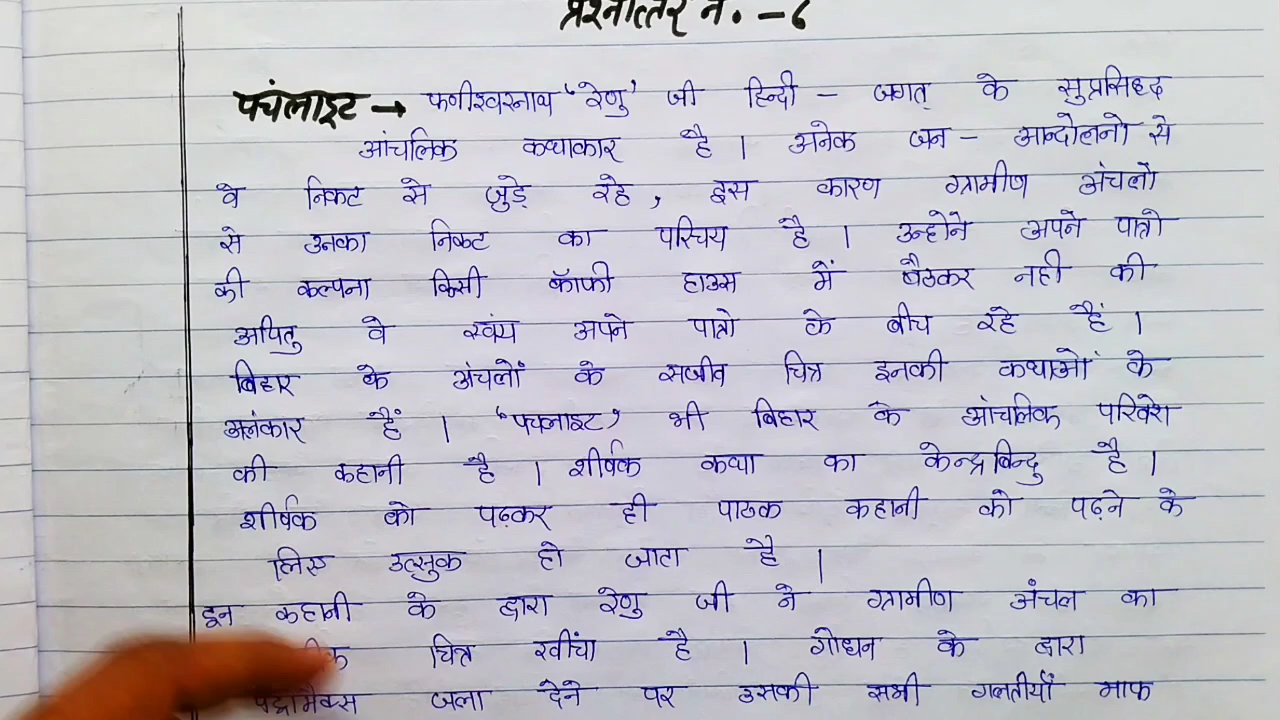 प्रश्नोत्तर नं. -6
पचंलाइट → फणीश्वरनाथ 'रेणु' जी हिन्दी - जगत् के सुप्रसिद्ध
आंचलिक कथाकार है । अनेक जन - आन्दोलनो से
वे निकट से जुड़े रहे , इस कारण ग्रामीण अंचलो
से उनका निकट का परिचय है । उन्होने अपने पात्रो
की कल्पना किसी कॉफी हाउस में बैठकर नही की
अपितु वे स्वंय अपने पात्रो के बीच रहे हैं ।
बिहार के अंचलों के सजीव चित्र इनकी कथाओं के
अलंकार हैं । 'पचलाइट' भी बिहार के आंचलिक परिवेश
की कहानी है । शीर्षक कथा का केन्द्रबिन्दु है ।
शीर्षक को पढ़कर ही पाठक कहानी को पढ़ने के
लिए उत्सुक हो जाता है ।
इन कहानी के द्वारा रेणु जी ने ग्रामीण अंचल का
चित्र खींचा है । गोधन के द्वारा
पेट्रोमैक्स जला देने पर उसकी सभी गलतीयाँ माफ